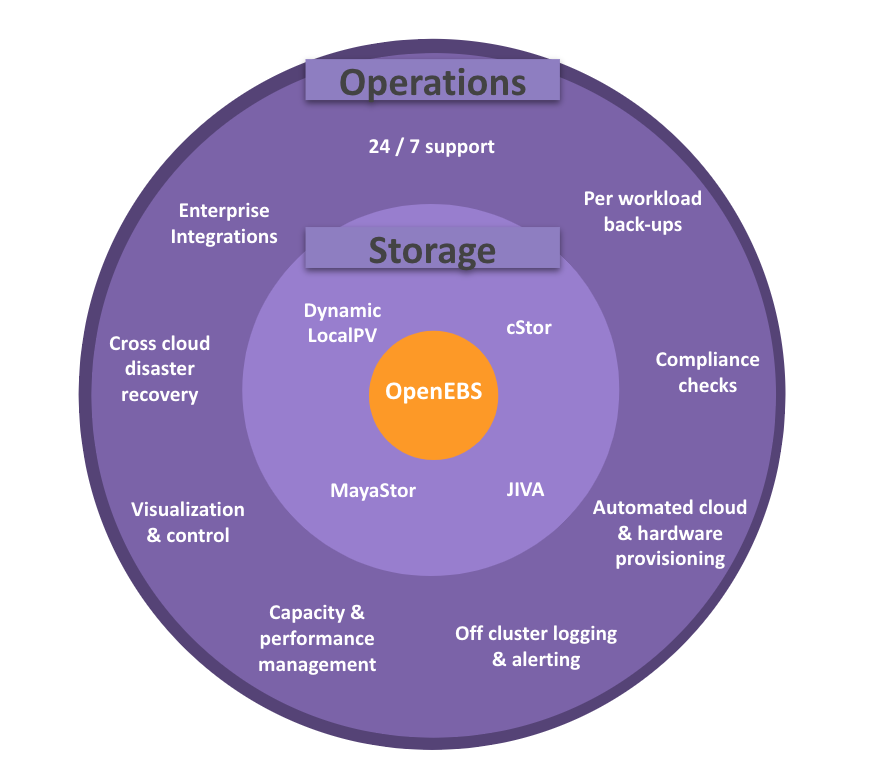 Operations
24 / 7 support
Per workload
back-ups
Enterprise
Integrations
Storage
Dynamic
LocalPV
cStor
Cross cloud
disaster
recovery
Compliance
checks
OpenEBS
MayaStor
JIVA
Visualization
& control
Automated cloud
& hardware
provisioning
Capacity &
performance
management
Off cluster logging
& alerting